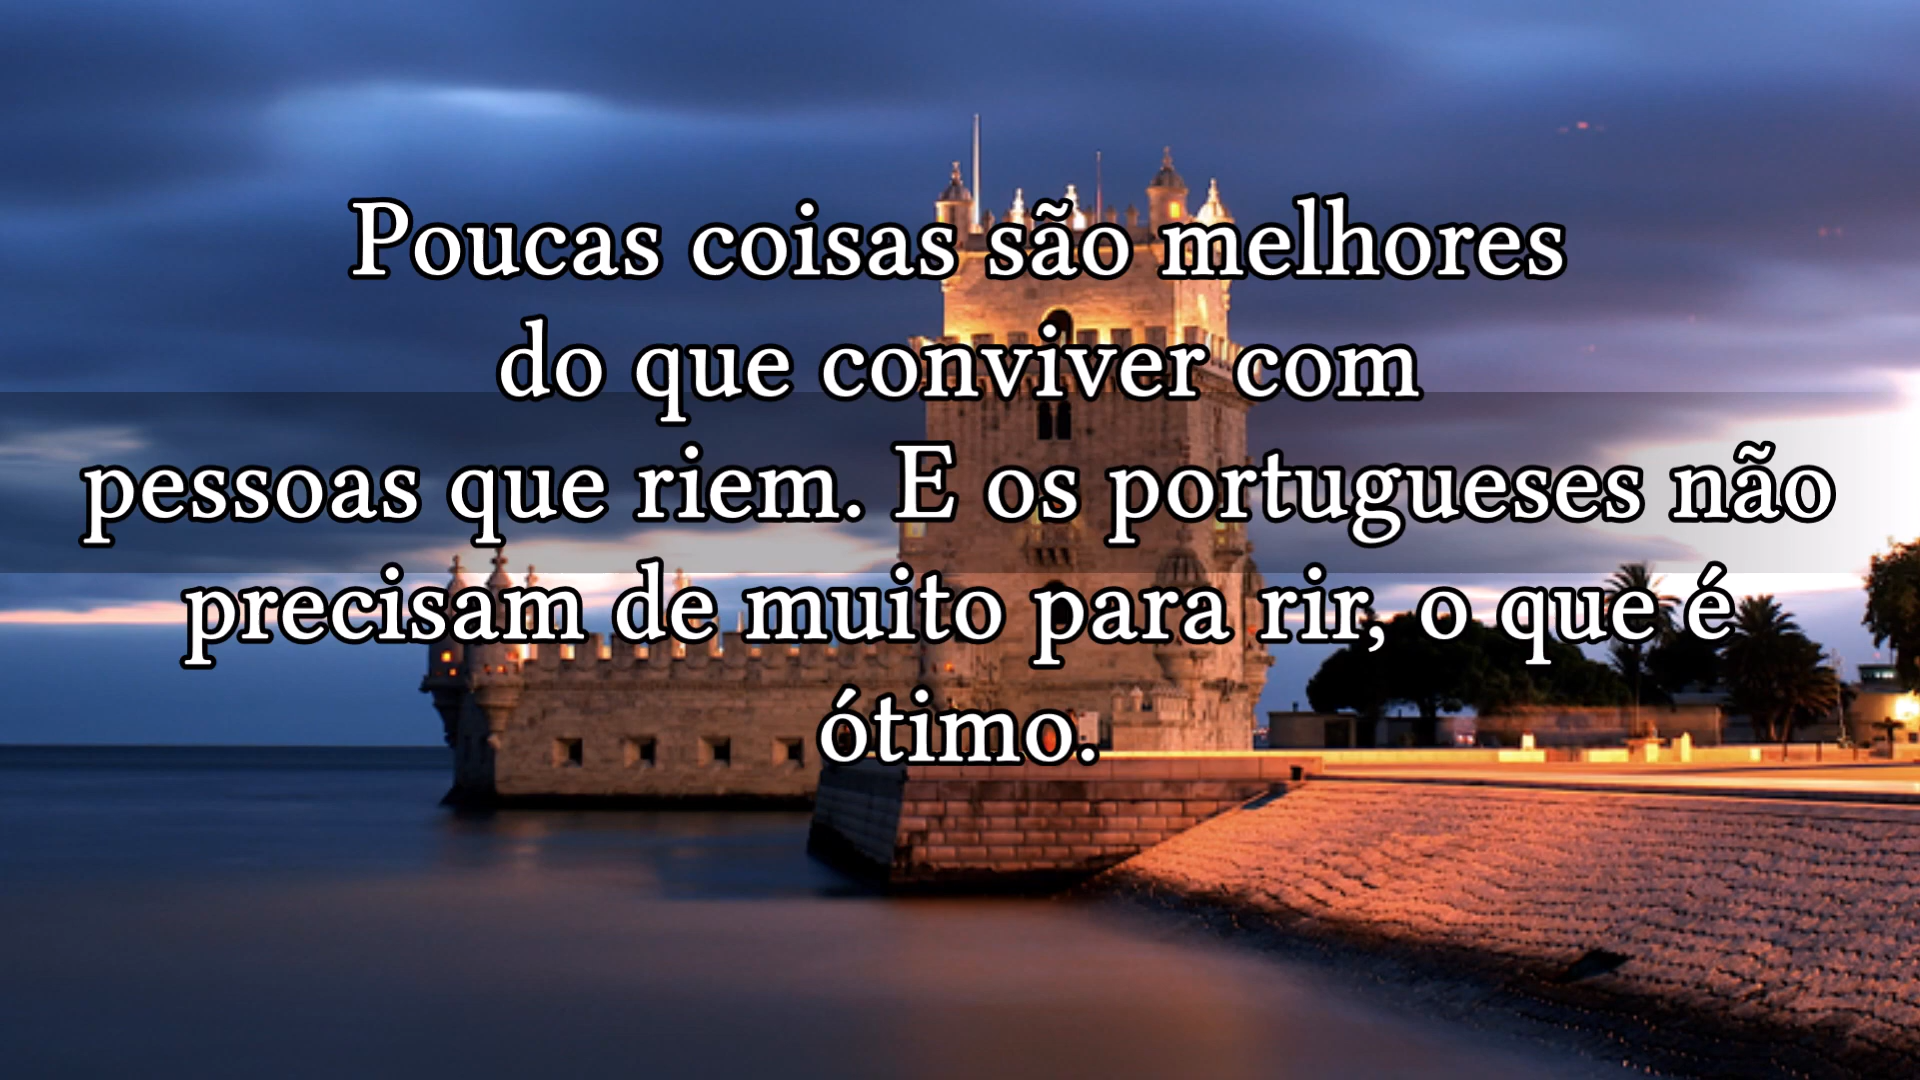 Poucas coisas são melhores
do que conviver com
pessoas que riem. E os portugueses não
precisam de muito para rir, o que é
ótimo.